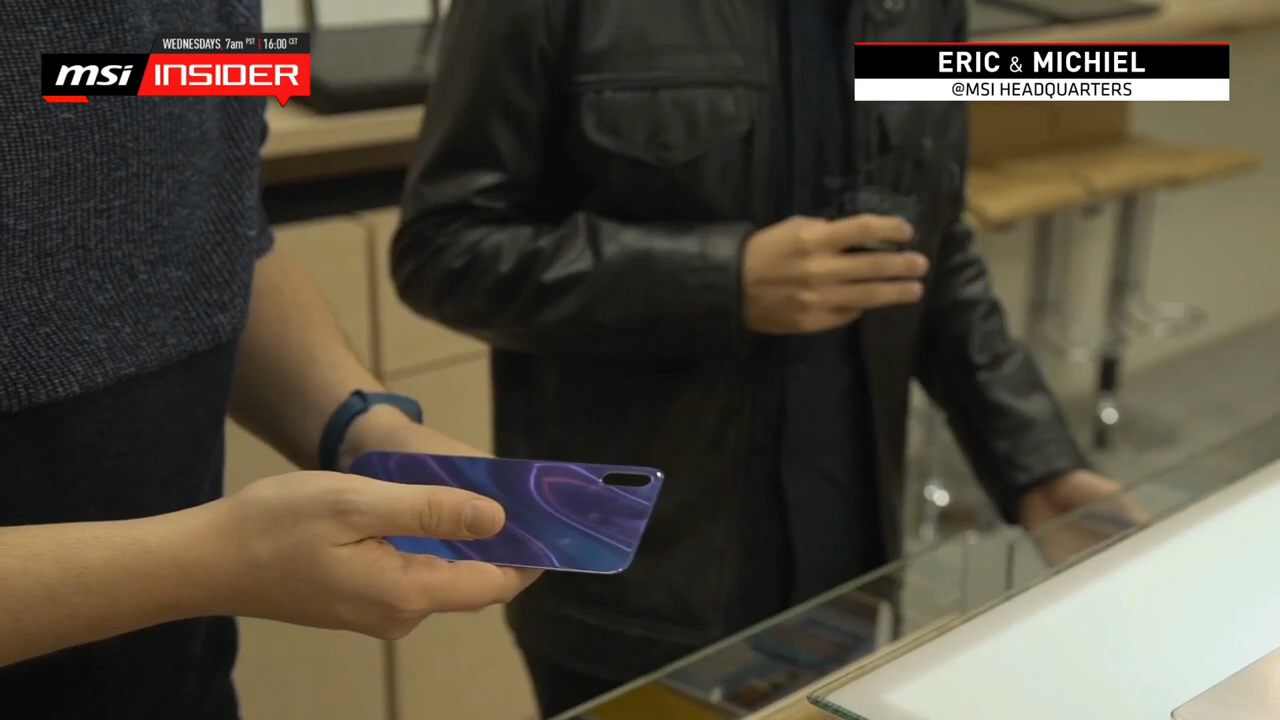 WEDNESDAYS 7am PST | 16:00 CET
msi INSIDER
ERIC & MICHIEL
@MSI HEADQUARTERS